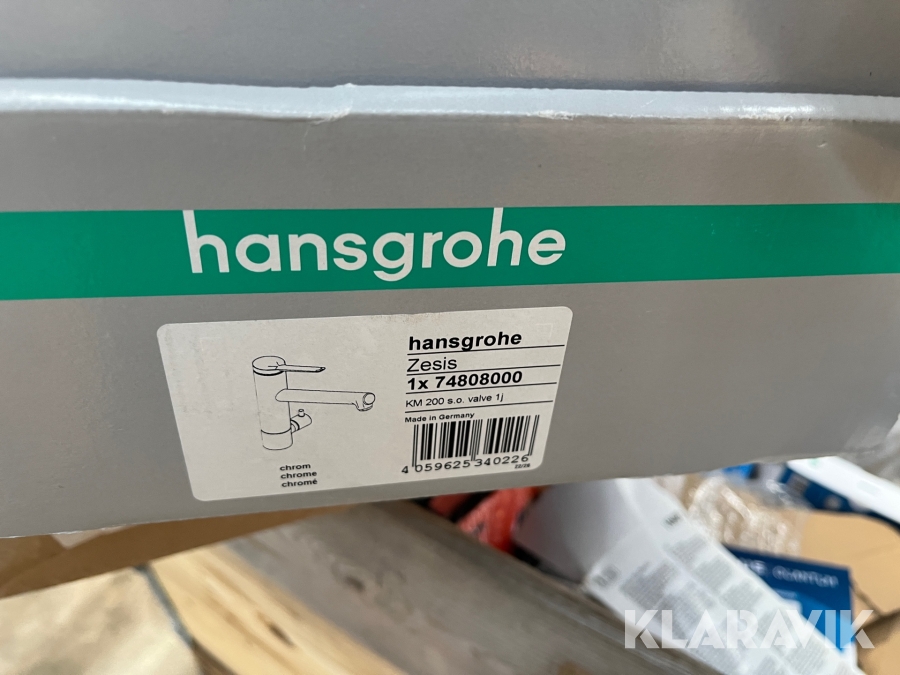 hansgrohe
hansgrohe
Zesis
1x 74808000
KM 200 s.o. valve 1j
Made in Germany
4 059625 340226
chrom
chrome
chromé
KLARAVIK